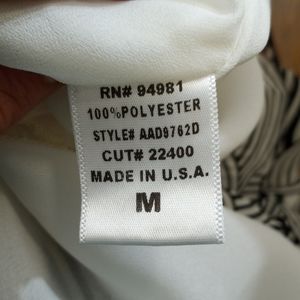 RN# 94981
100%POLYESTER
STYLE# AAD9762D
CUT# 22400
MADE IN U.S.A.
M